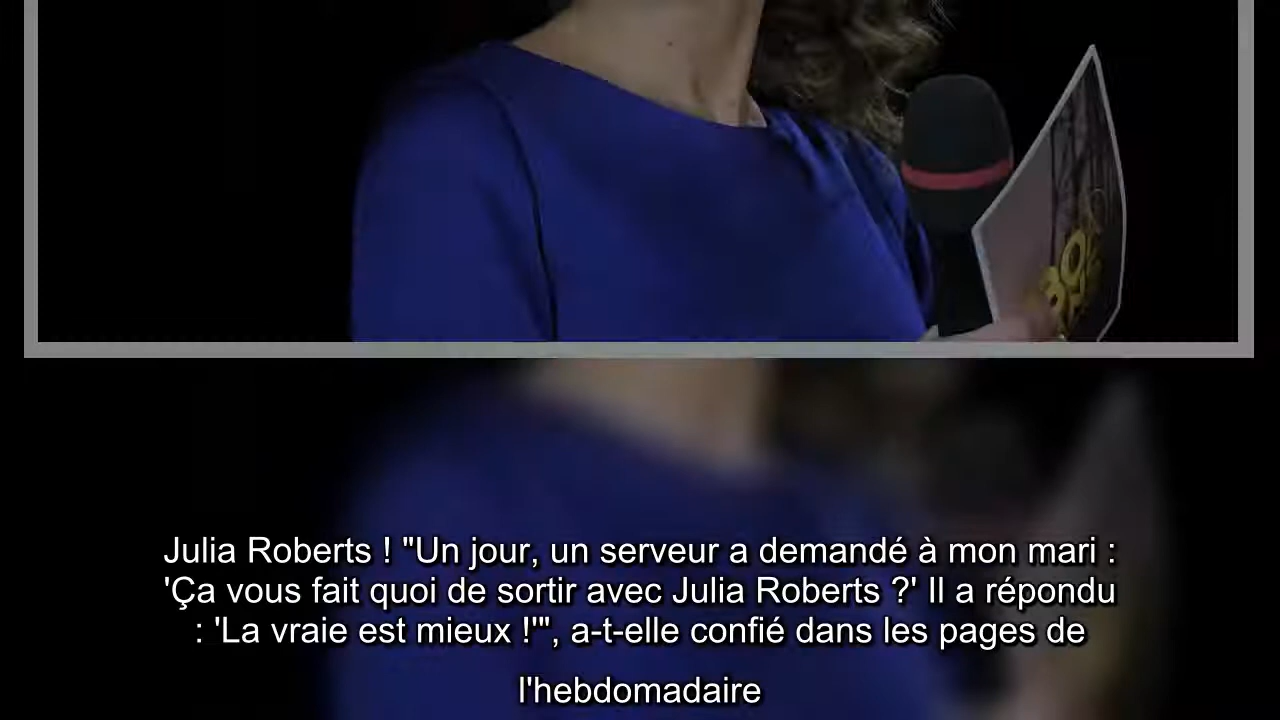 Julia Roberts ! "Un jour, un serveur a demandé à mon mari :
'Ça vous fait quoi de sortir avec Julia Roberts ?' Il a répondu
: 'La vraie est mieux !'", a-t-elle confié dans les pages de
l'hebdomadaire